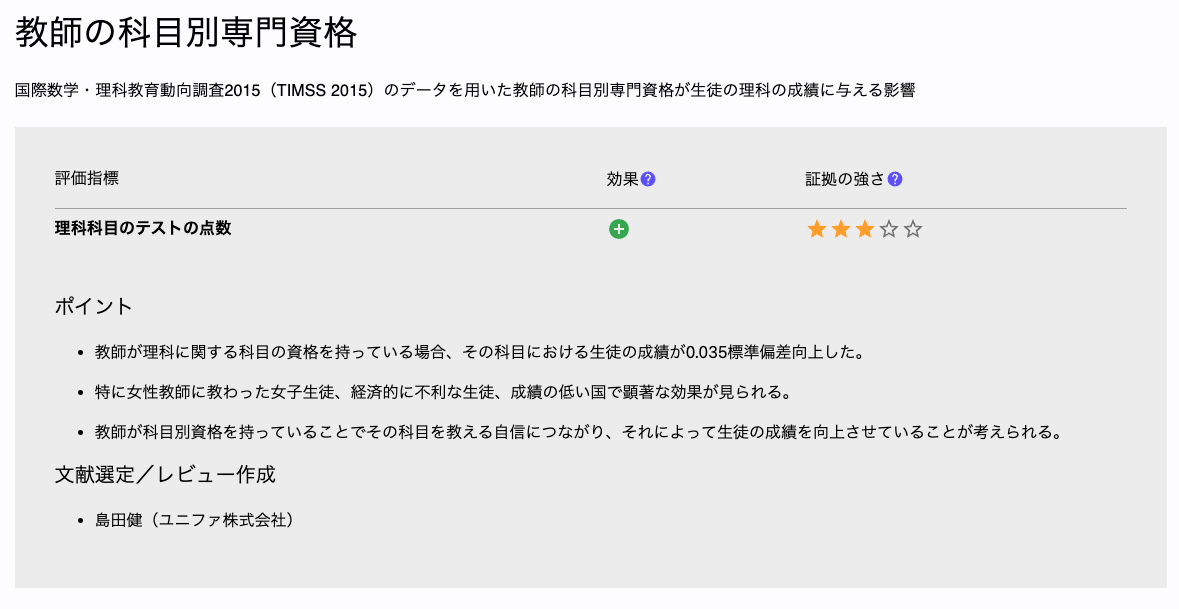 教師の科目別専門資格
国際数学・理科教育動向調査2015（TIMSS 2015）のデータを用いた教師の科目別専門資格が生徒の理科の成績に与える影響
評価指標 効果? 証拠の強さ?
理科科目のテストの点数
ポイント
• 教師が理科に関する科目の資格を持っている場合、その科目における生徒の成績が0.035標準偏差向上した。
• 特に女性教師に教わった女子生徒、経済的に不利な生徒、成績の低い国で顕著な効果が見られる。
• 教師が科目別資格を持っていることでその科目を教える自信につながり、それによって生徒の成績を向上させていることが考えられる。
文献選定／レビュー作成
• 島田健（ユニファ株式会社）